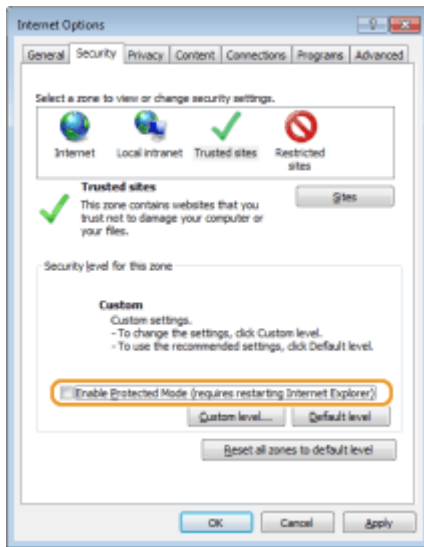 Internet Options
General Security Privacy Content Connections Programs Advanced
Select a zone to view or change security settings.
Internet Local intranet Trusted sites Restricted
sites
Trusted sites
Sites
This zone contains websites that you
trust not to damage your computer or
your files.
Security level for this zone
Custom
Custom settings.
- To change the settings, click Custom level.
- To use the recommended settings, click Default level.
Enable Protected Mode (requires restarting Internet Explorer)
Custom level... Default level
Reset all zones to default level
OK Cancel Apply